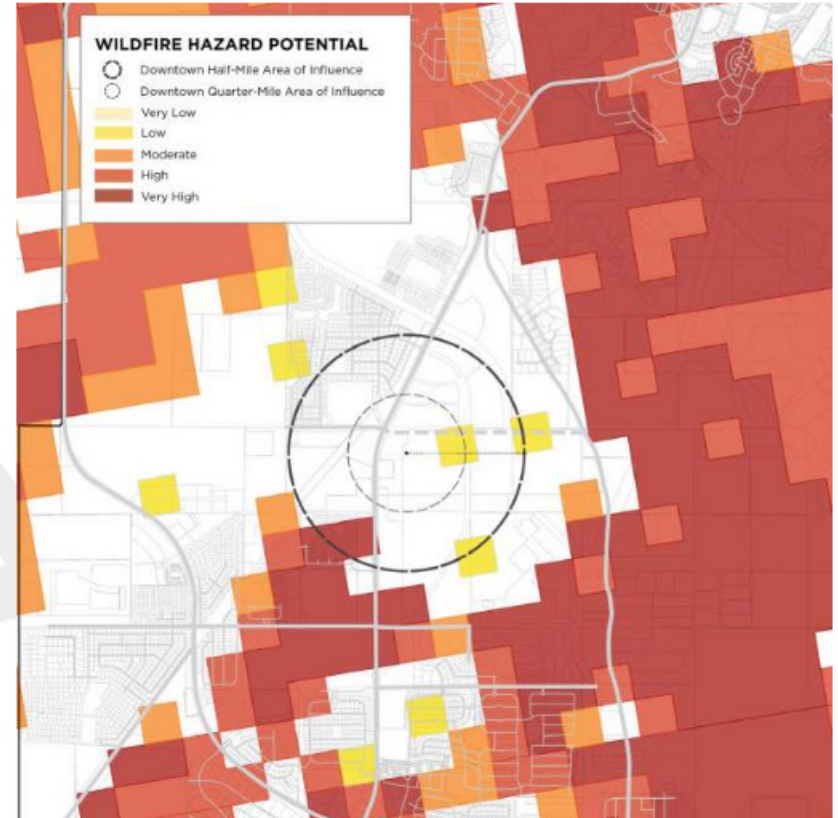 WILDFIRE HAZARD POTENTIAL
Downtown Half-Mile Area of Influence
Downtown Quarter-Mile Area of Influence
Very Low
Low
Moderate
High
Very High